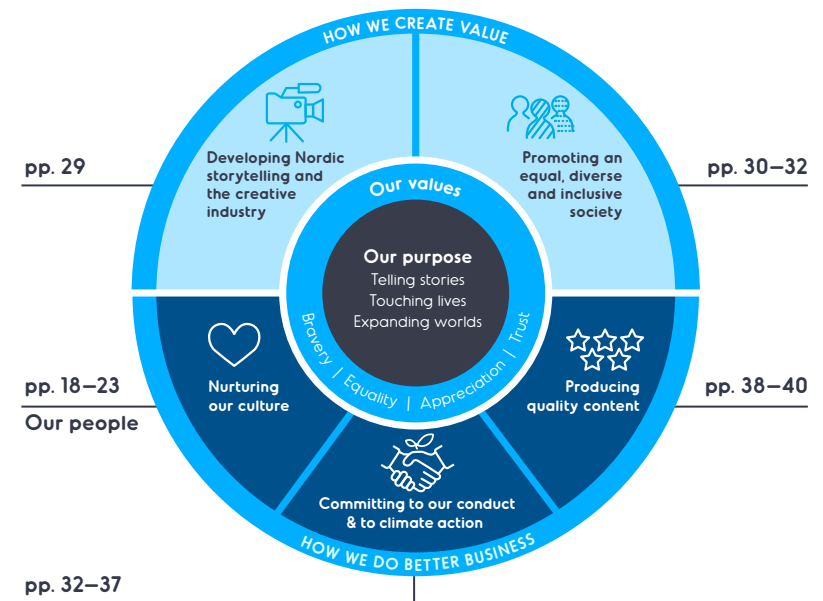 HOW WE CREATE VALUE
pp. 29
Developing Nordic
storytelling and
the creative
industry
Promoting an
equal, diverse
and inclusive
society
pp. 30–32
Our values
Our purpose
Telling stories
Touching lives
Expanding worlds
Bravery | Equality | Appreciation | Trust
pp. 18–23
Our people
Nurturing
our culture
Producing
quality content
pp. 38–40
Committing to our conduct
& to climate action
HOW WE DO BETTER BUSINESS
pp. 32–37